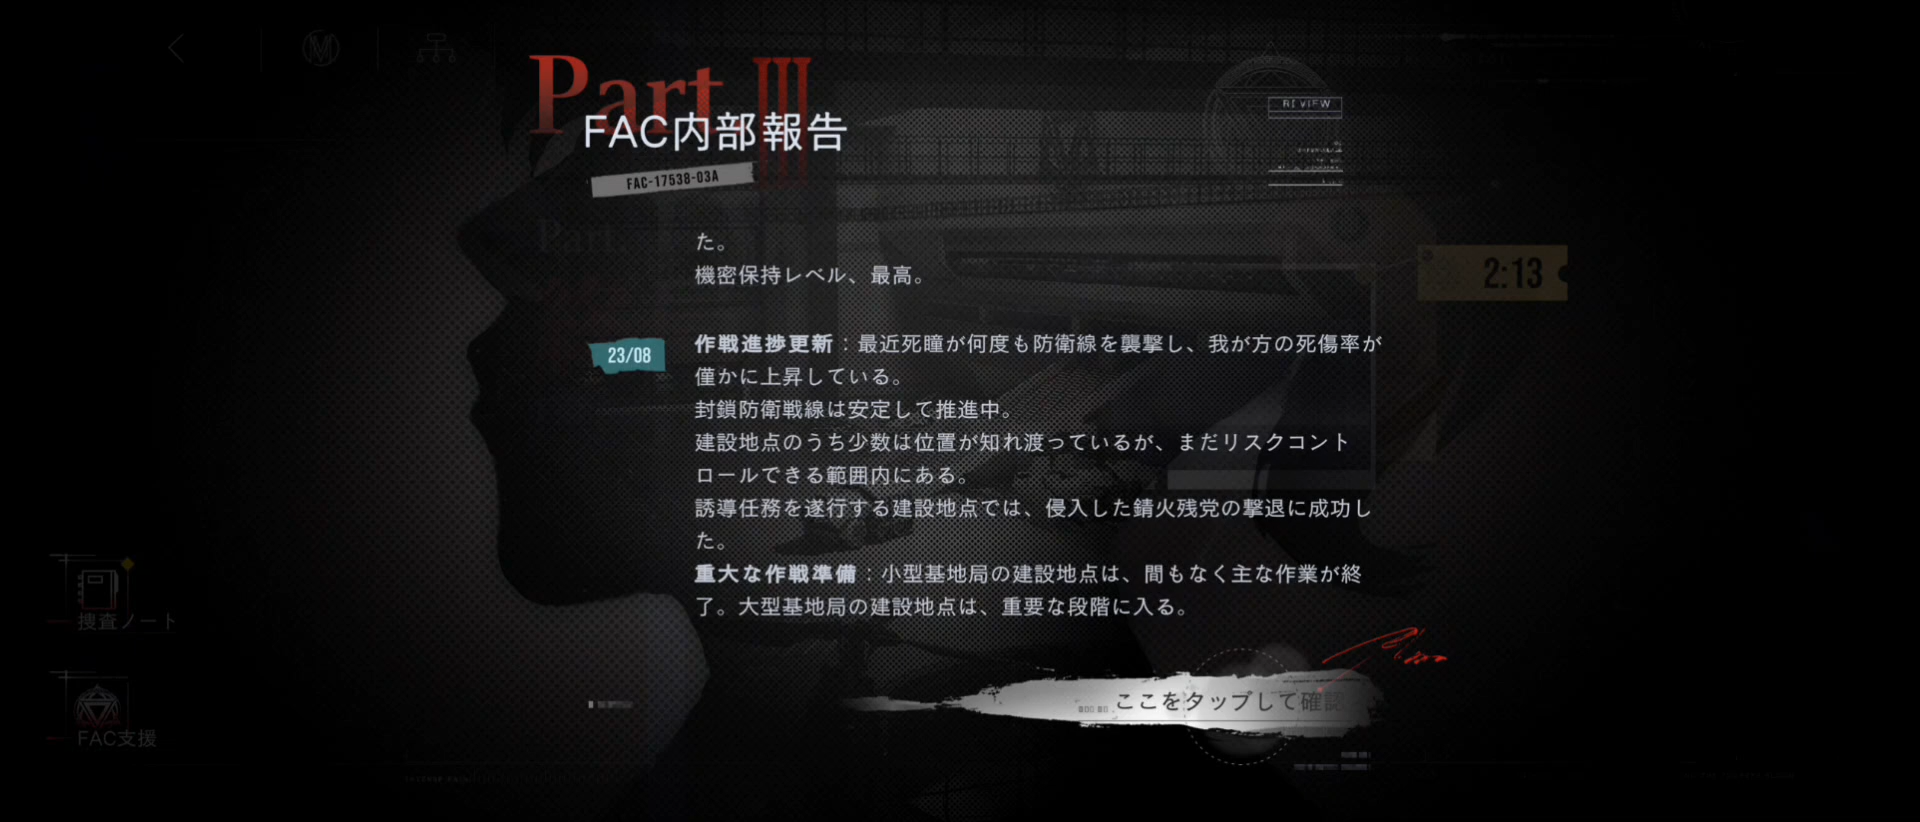 Part. III
REVIEW
FAC内部報告
FAC-17538-03A
た。
機密保持レベル、最高。
2:13
23/08
作戦進捗更新：最近死瞳が何度も防衛線を襲撃し、我が方の死傷率が
僅かに上昇している。
封鎖防衛戦線は安定して推進中。
建設地点のうち少数は位置が知れ渡っているが、まだリスクコント
ロールできる範囲内にある。
誘導任務を遂行する建設地点では、侵入した錆火残党の撃退に成功し
た。
重大な作戦準備：小型基地局の建設地点は、間もなく主な作業が終
了。大型基地局の建設地点は、重要な段階に入る。
捜査ノート
ここをタップして確認
FAC支援